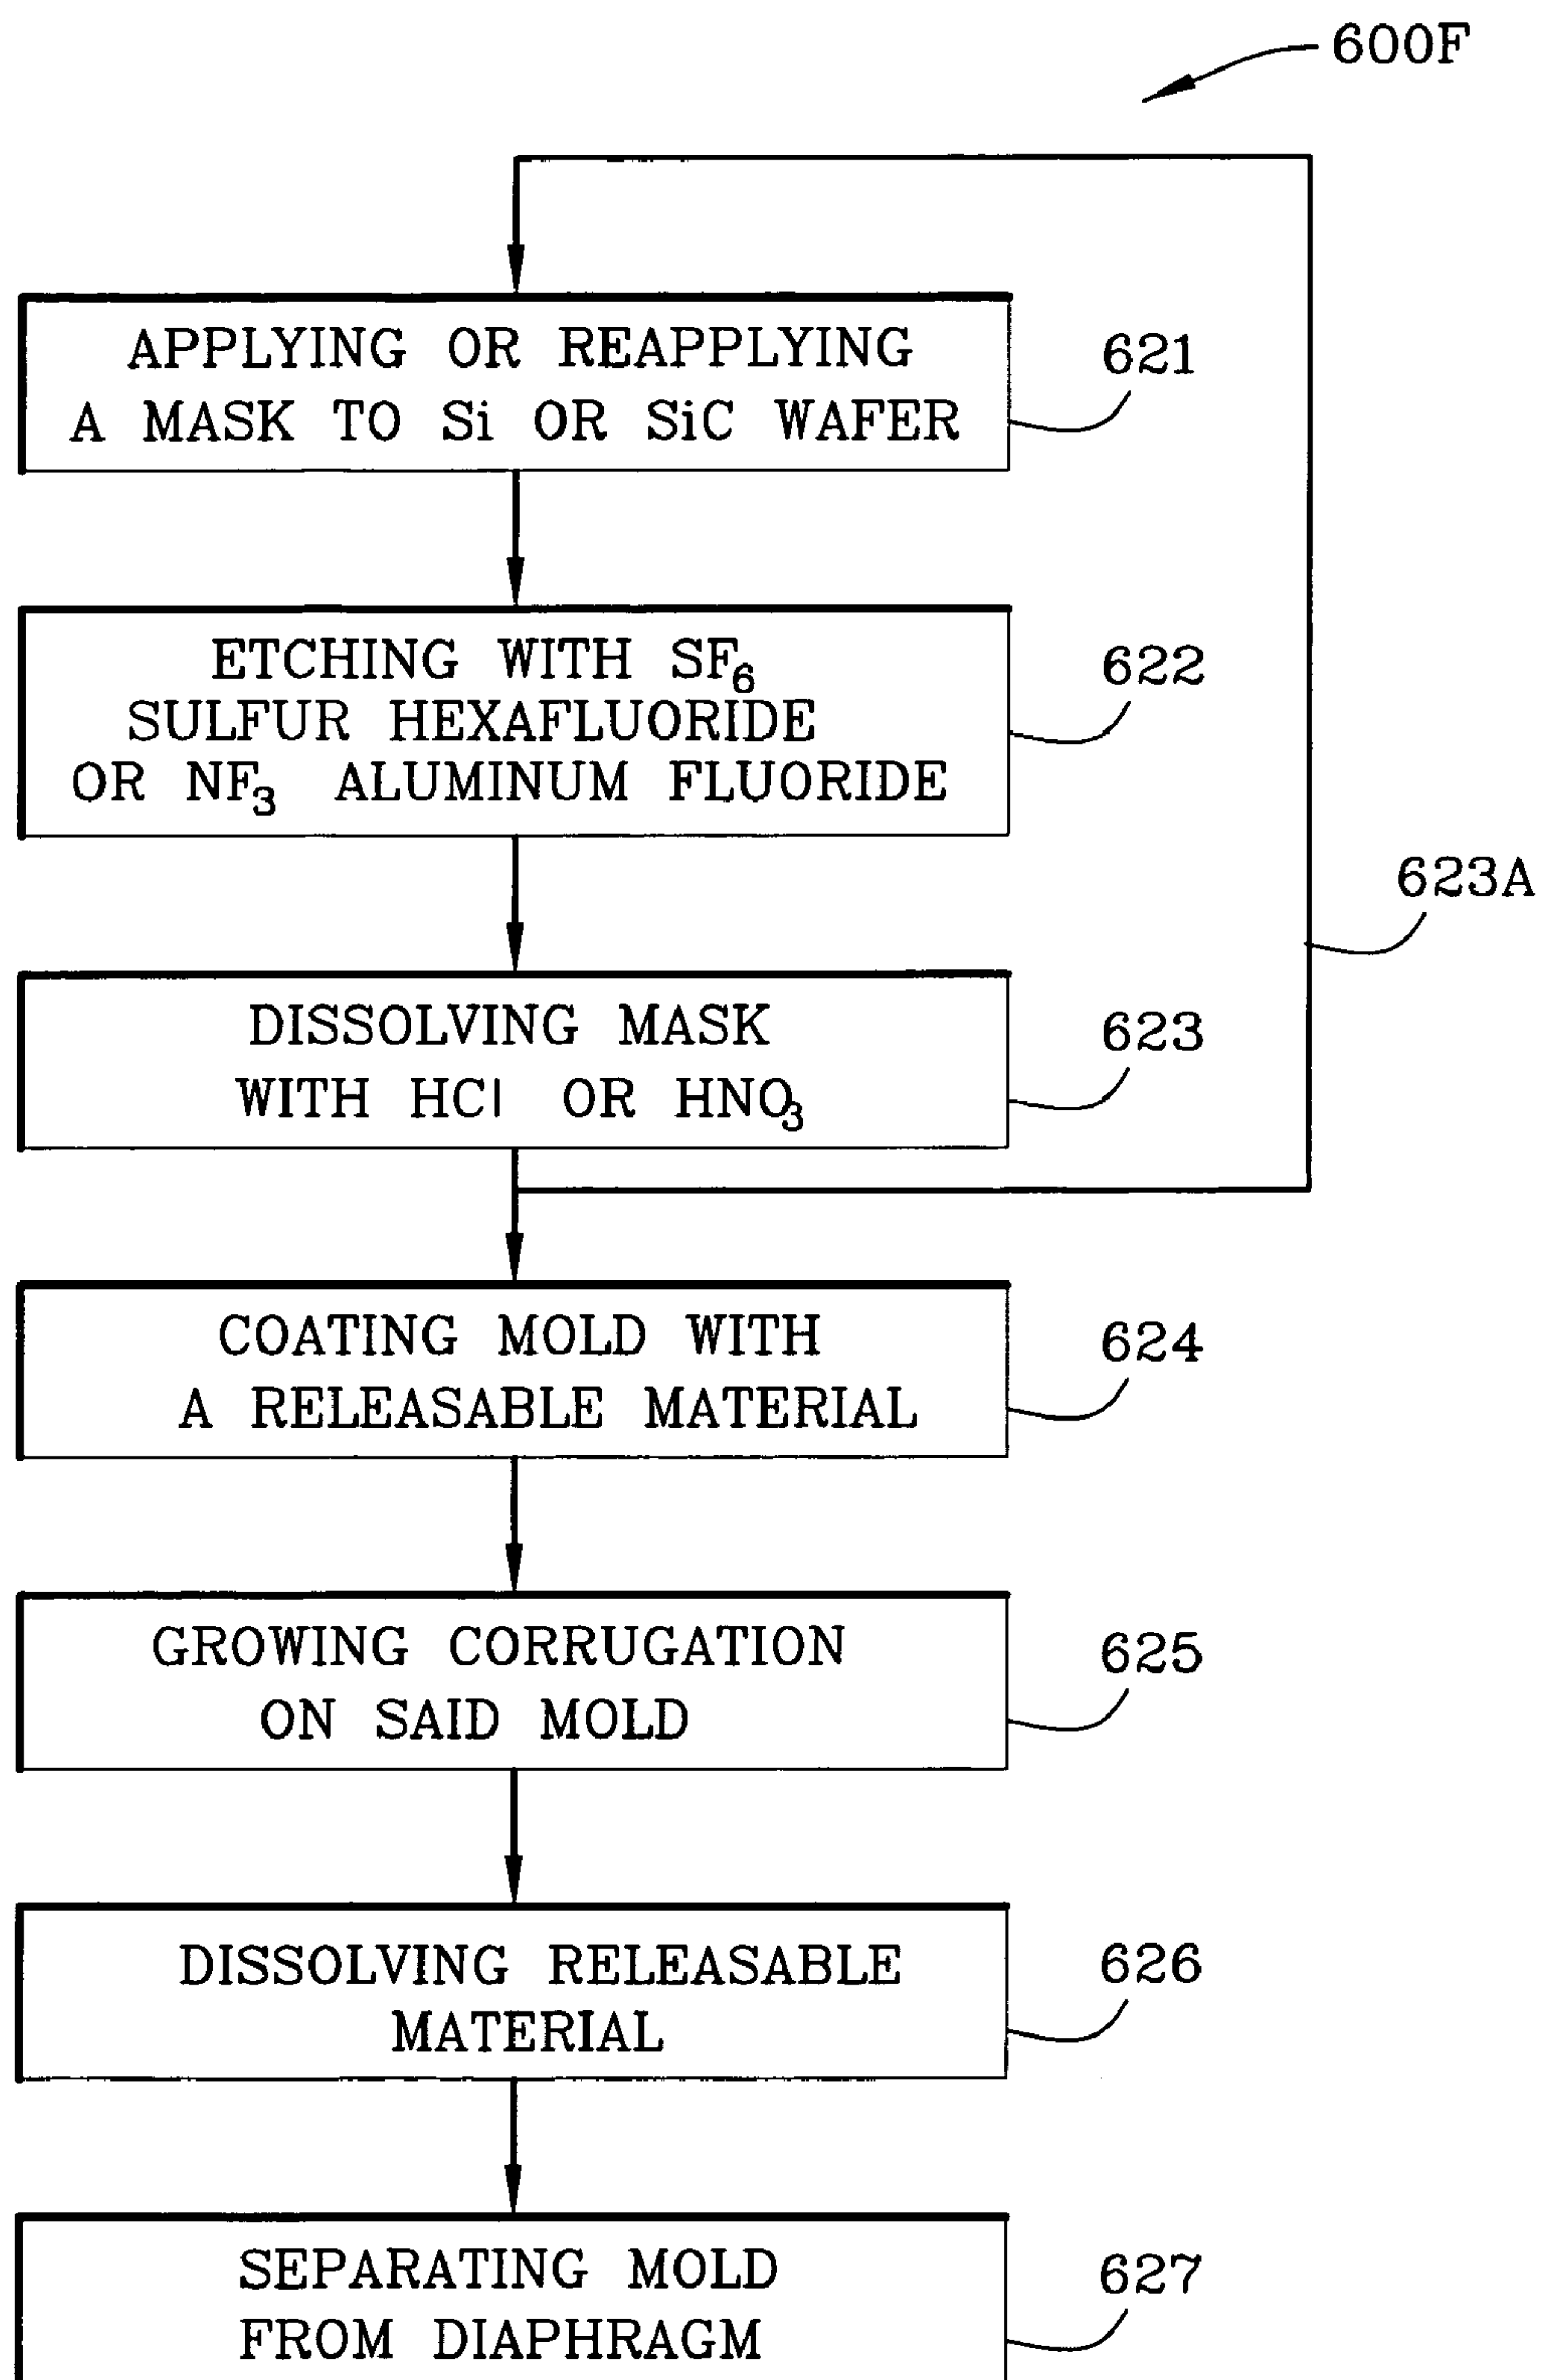 600F
APPLYING OR REAPPLYING
A MASK TO Si OR SiC WAFER
621
ETCHING WITH SF₆
SULFUR HEXAFLUORIDE
OR NF₃ ALUMINUM FLUORIDE
622
623A
DISSOLVING MASK
WITH HCl OR HNO₃
623
COATING MOLD WITH
A RELEASABLE MATERIAL
624
GROWING CORRUGATION
ON SAID MOLD
625
DISSOLVING RELEASABLE
MATERIAL
626
SEPARATING MOLD
FROM DIAPHRAGM
627